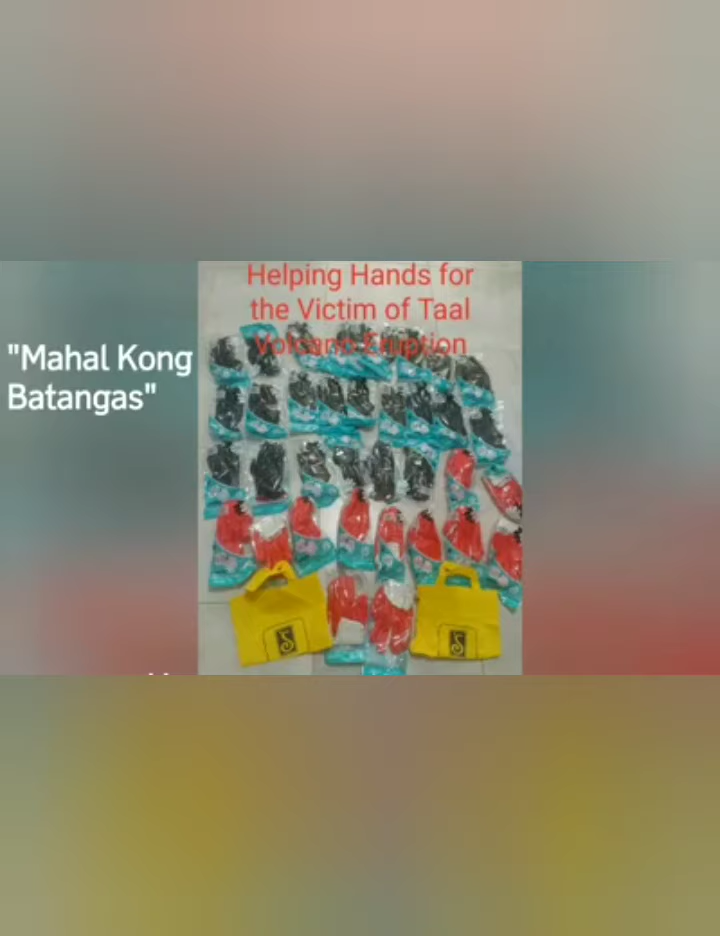 Helping Hands for
the Victim of Taal
Volcano Eruption
"Mahal Kong
Batangas"